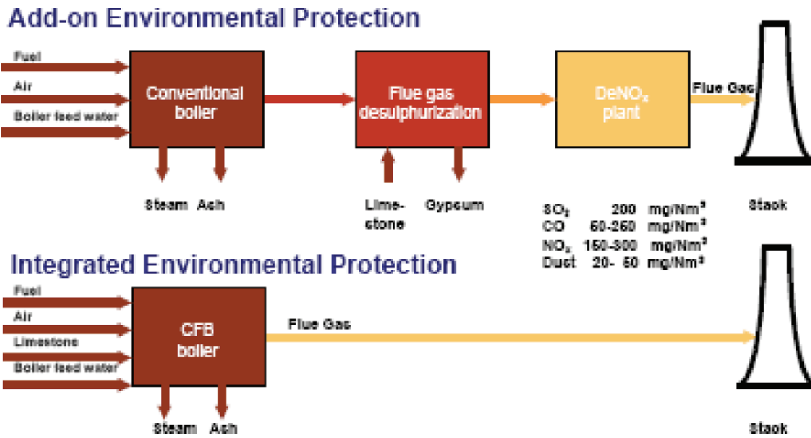 Add-on Environmental Protection
Fuel
Air
Boiler feed water
Conventional
boiler
Flue gas
desulphurization
DeNOₓ
plant
Flue Gas
Steam Ash
Lime-
stone
Gypsum
Stack
SO₂ 200 mg/Nm³
CO 50-250 mg/Nm³
NOₓ 150-300 mg/Nm³
Dust 20- 50 mg/Nm³
Integrated Environmental Protection
Fuel
Air
Limestone
Boiler feed water
CFB
boiler
Flue Gas
Steam Ash
Stack